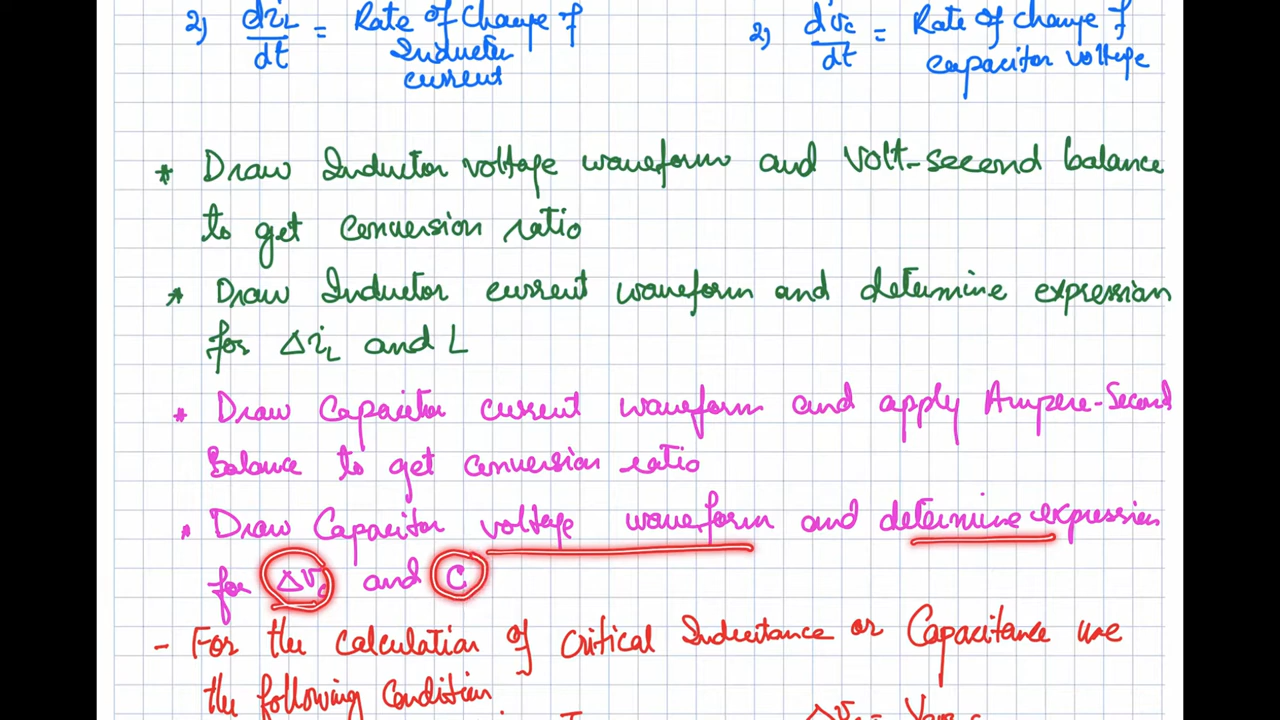 2) diL/dt = Rate of Change of Inductor current
2) dvc/dt = Rate of change of capacitor voltage
* Draw Inductor voltage waveform and Volt-second balance
to get conversion ratio
* Draw Inductor current waveform and determine expression
for ΔiL and L
* Draw Capacitor current waveform and apply Ampere-Second
Balance to get conversion ratio
* Draw Capacitor voltage waveform and determine expression
for Δvc and C
- For the calculation of Critical Inductance or Capacitance use
the following condition